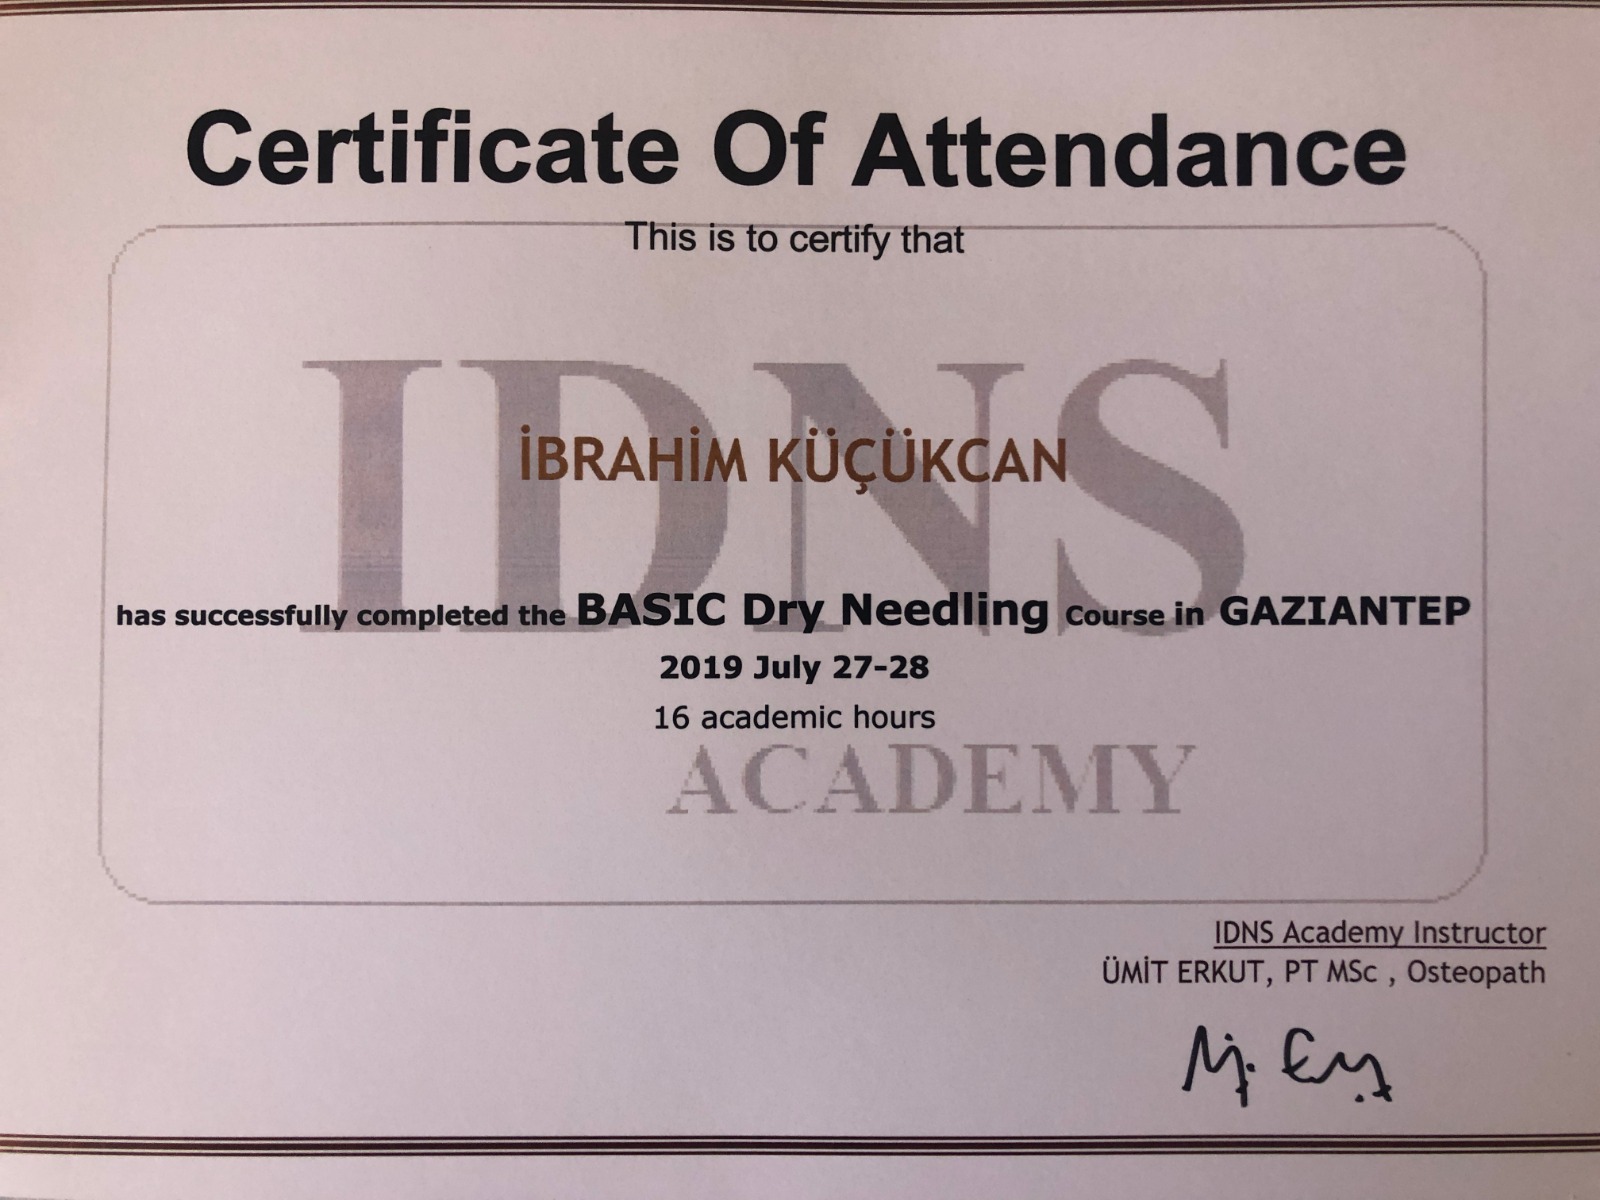 Certificate Of Attendance
This is to certify that
IDNS
İBRAHİM KÜÇÜKCAN
has successfully completed the BASIC Dry Needling Course in GAZIANTEP
2019 July 27-28
16 academic hours
ACADEMY
IDNS Academy Instructor
ÜMİT ERKUT, PT MSc , Osteopath